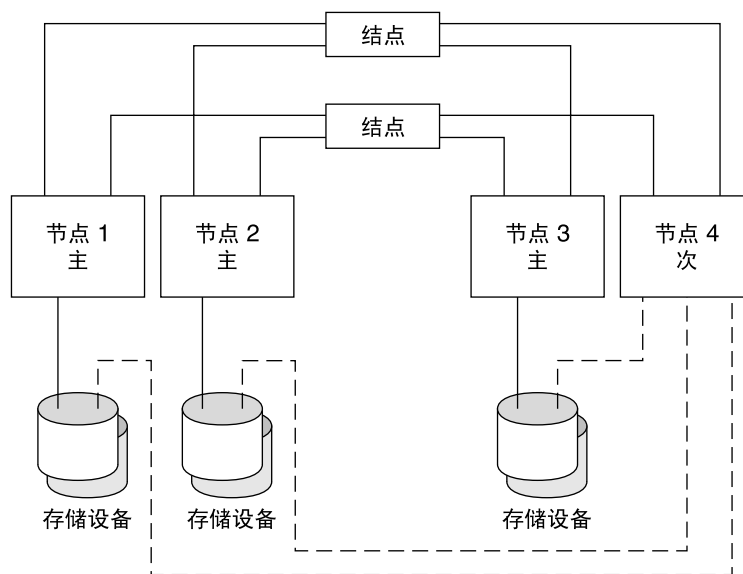 结点
结点
节点 1
主
节点 2
主
节点 3
主
节点 4
次
存储设备
存储设备
存储设备